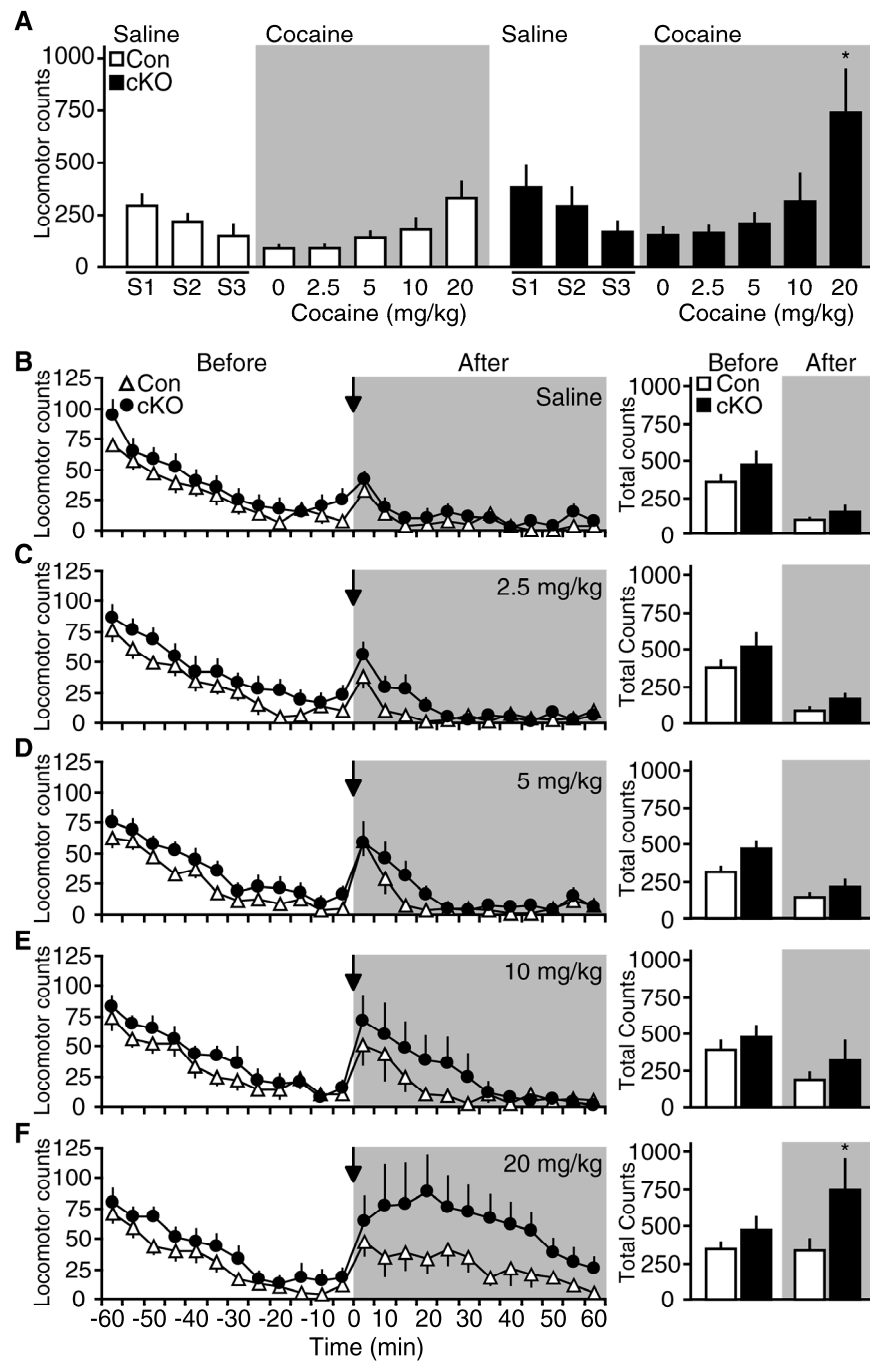 A
Saline Cocaine Saline Cocaine
Con
cKO
*
Locomotor counts
1000
750
500
250
0
S1 S2 S3 0 2.5 5 10 20 S1 S2 S3 0 2.5 5 10 20
Cocaine (mg/kg) Cocaine (mg/kg)
B
Before After Before After
Con
cKO
Saline
Locomotor counts
125
100
75
50
25
0
Con
cKO
Total counts
1000
750
500
250
0
C
2.5 mg/kg
Locomotor counts
125
100
75
50
25
0
Total Counts
1000
750
500
250
0
D
5 mg/kg
Locomotor counts
125
100
75
50
25
0
Total counts
1000
750
500
250
0
E
10 mg/kg
Locomotor counts
125
100
75
50
25
0
Total Counts
1000
750
500
250
0
F
20 mg/kg
Locomotor counts
125
100
75
50
25
0
*
Total Counts
1000
750
500
250
0
-60 -50 -40 -30 -20 -10 0 10 20 30 40 50 60
Time (min)